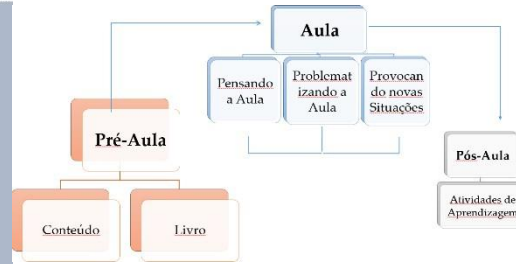 Aula
Pensando
a Aula
Problemat
izando a
Aula
Provocan
do novas
Situações
Pré-Aula
Conteúdo
Livro
Pós-Aula
Atividades de
Aprendizagem